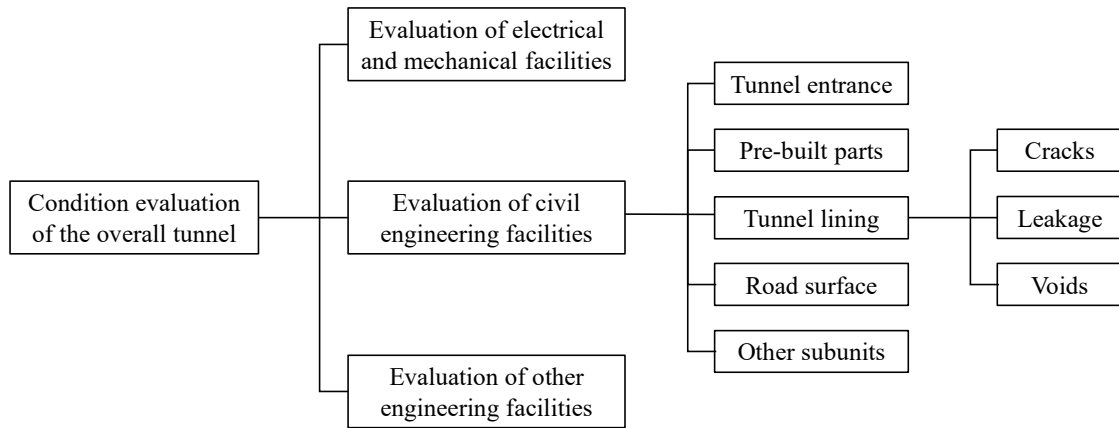 Condition evaluation
of the overall tunnel
Evaluation of electrical
and mechanical facilities
Evaluation of civil
engineering facilities
Evaluation of other
engineering facilities
Tunnel entrance
Pre-built parts
Tunnel lining
Road surface
Other subunits
Cracks
Leakage
Voids